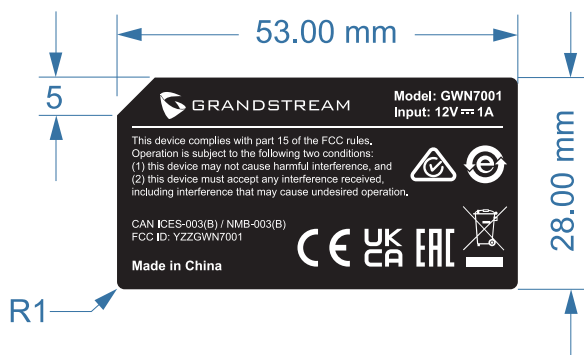 53.00 mm
5
GRANDSTREAM
Model: GWN7001
Input: 12V⎓1A
This device complies with part 15 of the FCC rules.
Operation is subject to the following two conditions:
(1) this device may not cause harmful interference, and
(2) this device must accept any interference received,
including interference that may cause undesired operation.
CAN ICES-003(B) / NMB-003(B)
FCC ID: YZZGWN7001
Made in China
CE UK
CA EAC
28.00 mm
R1